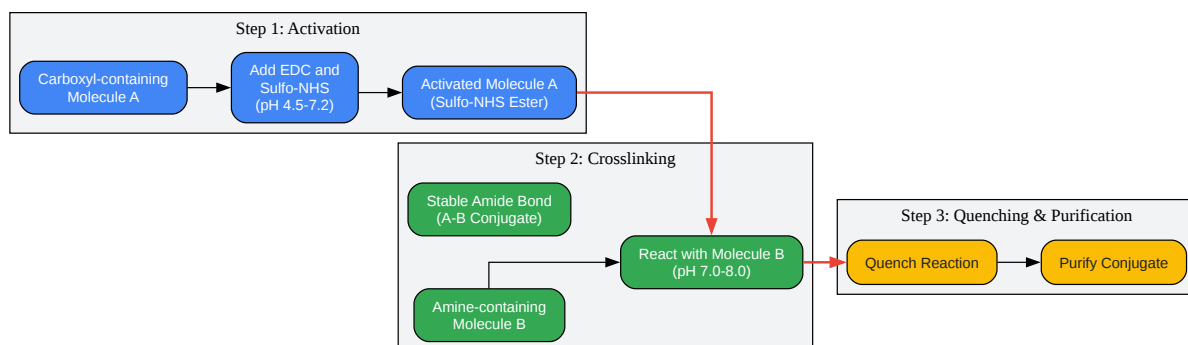 Step 1: Activation
Carboxyl-containing
Molecule A
Add EDC and
Sulfo-NHS
(pH 4.5-7.2)
Activated Molecule A
(Sulfo-NHS Ester)
Step 2: Crosslinking
Stable Amide Bond
(A-B Conjugate)
React with Molecule B
(pH 7.0-8.0)
Amine-containing
Molecule B
Step 3: Quenching & Purification
Quench Reaction
Purify Conjugate